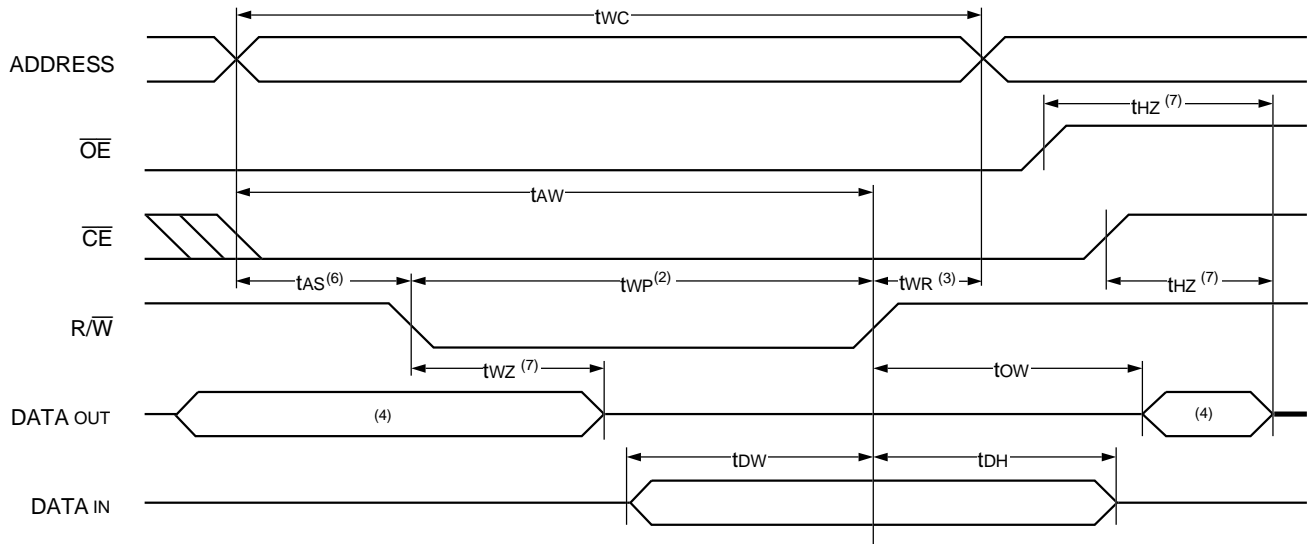 tWC
ADDRESS
tHZ (7)
OE
tAW
CE
tAS(6)
tWP(2)
tWR (3)
tHZ (7)
R/W
tWZ (7)
tOW
DATA OUT
(4)
(4)
tDW
tDH
DATA IN